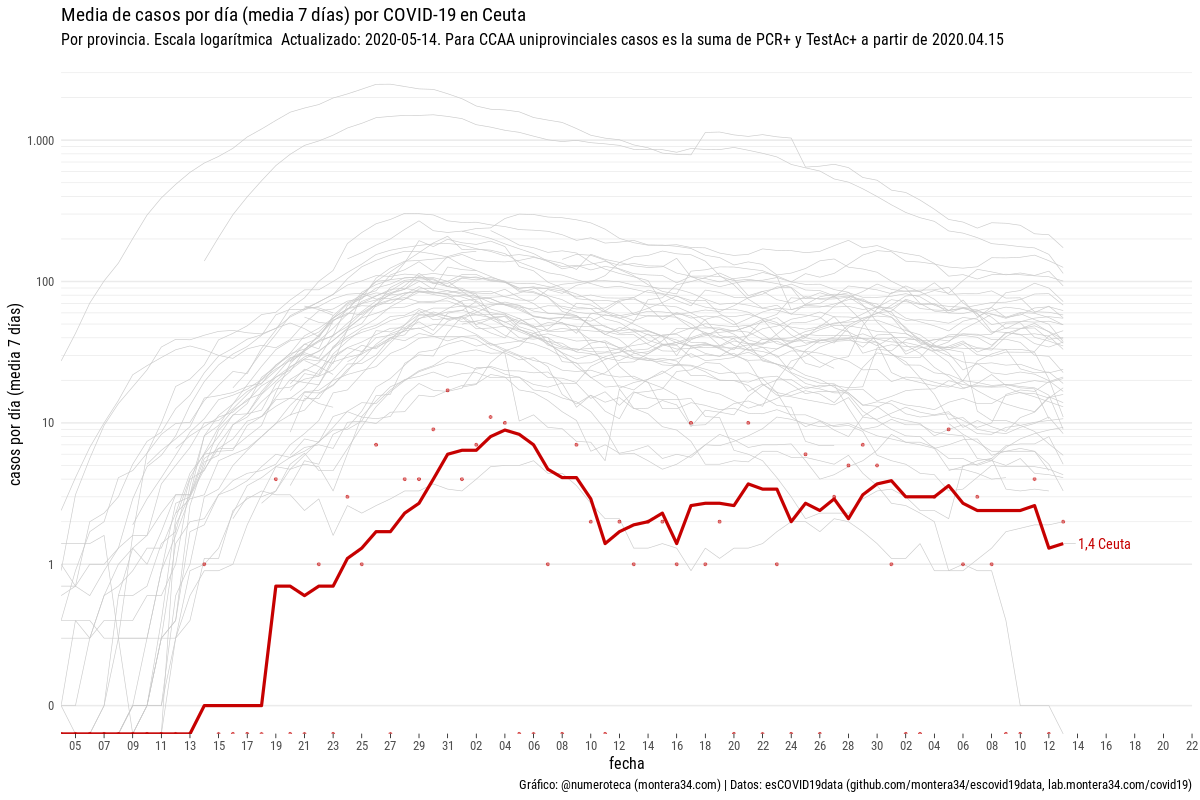 Media de casos por día (media 7 días) por COVID-19 en Ceuta
Por provincia. Escala logarítmica  Actualizado: 2020-05-14. Para CCAA uniprovinciales casos es la suma de PCR+ y TestAc+ a partir de 2020.04.15
casos por día (media 7 días)
1.000
100
10
1
0
1,4 Ceuta
05 07 09 11 13 15 17 19 21 23 25 27 29 31 02 04 06 08 10 12 14 16 18 20 22 24 26 28 30 02 04 06 08 10 12 14 16 18 20 22
fecha
Gráfico: @numeroteca (montera34.com) | Datos: esCOVID19data (github.com/montera34/escovid19data, lab.montera34.com/covid19)